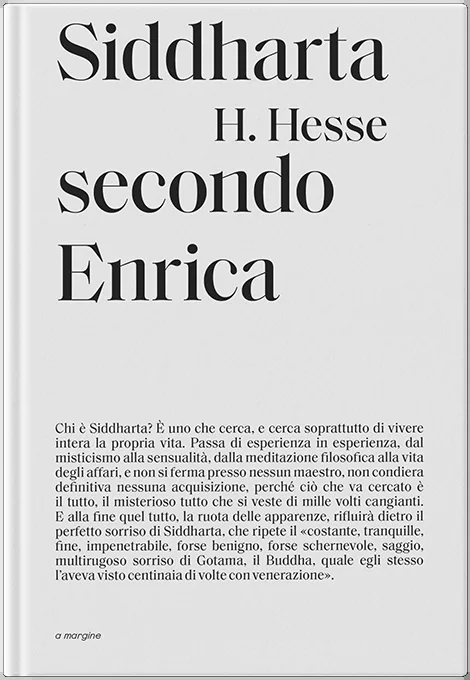 Siddharta
H. Hesse
secondo
Enrica
Chi è Siddharta? È uno che cerca, e cerca soprattutto di vivere
intera la propria vita. Passa di esperienza in esperienza, dal
misticismo alla sensualità, dalla meditazione filosofica alla vita
degli affari, e non si ferma presso nessun maestro, non condiera
definitiva nessuna acquisizione, perché ciò che va cercato è
il tutto, il misterioso tutto che si veste di mille volti cangianti.
E alla fine quel tutto, la ruota delle apparenze, rifluirà dietro il
perfetto sorriso di Siddharta, che ripete il «costante, tranquille,
fine, impenetrabile, forse benigno, forse schernevole, saggio,
multirugoso sorriso di Gotama, il Buddha, quale egli stesso
l'aveva visto centinaia di volte con venerazione».
a margine